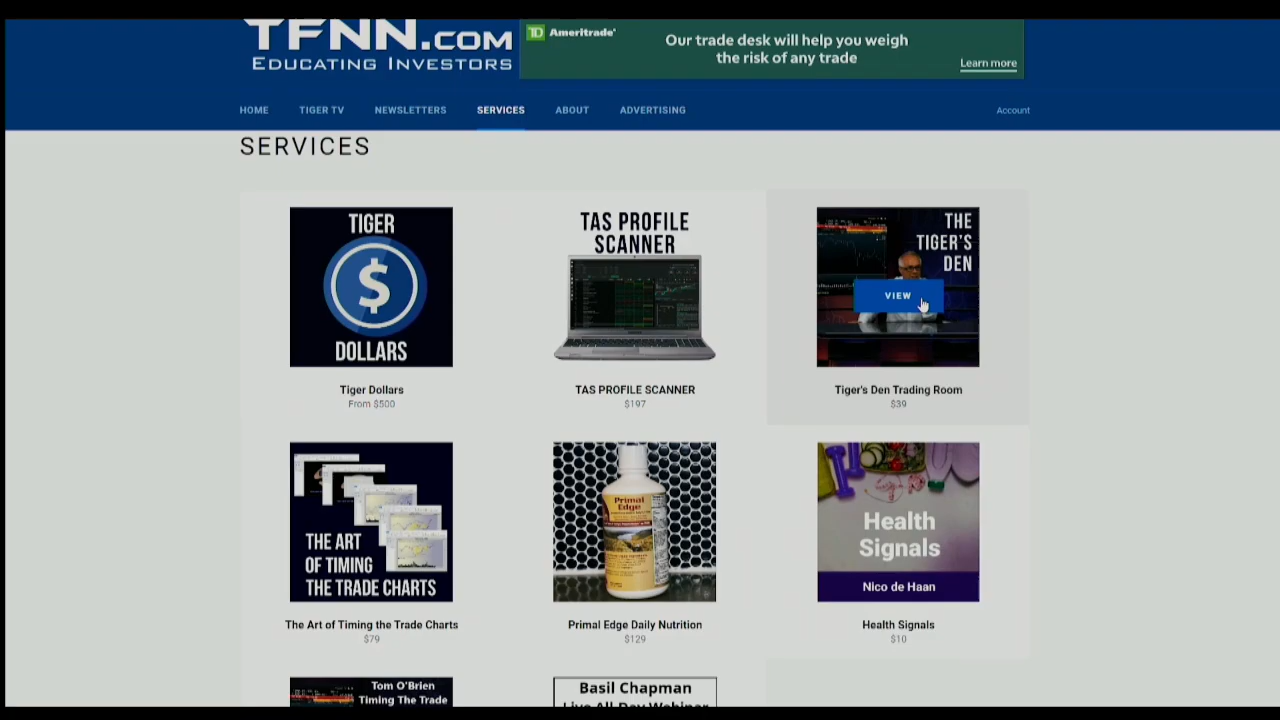 TFNN.COM
EDUCATING INVESTORS
TD Ameritrade
Our trade desk will help you weigh
the risk of any trade
Learn more
HOME TIGER TV NEWSLETTERS SERVICES ABOUT ADVERTISING Account
SERVICES
TIGER
$
DOLLARS
Tiger Dollars
From $500
TAS PROFILE
SCANNER
TAS PROFILE SCANNER
$197
THE
TIGER'S
DEN
VIEW
Tiger's Den Trading Room
$39
THE ART
OF TIMING
THE TRADE CHARTS
The Art of Timing the Trade Charts
$79
Primal
Edge
Primal Edge Daily Nutrition
$129
Health
Signals
Nico de Haan
Health Signals
$10
Tom O'Brien
Timing The Trade
Basil Chapman
Live All Day Webinar